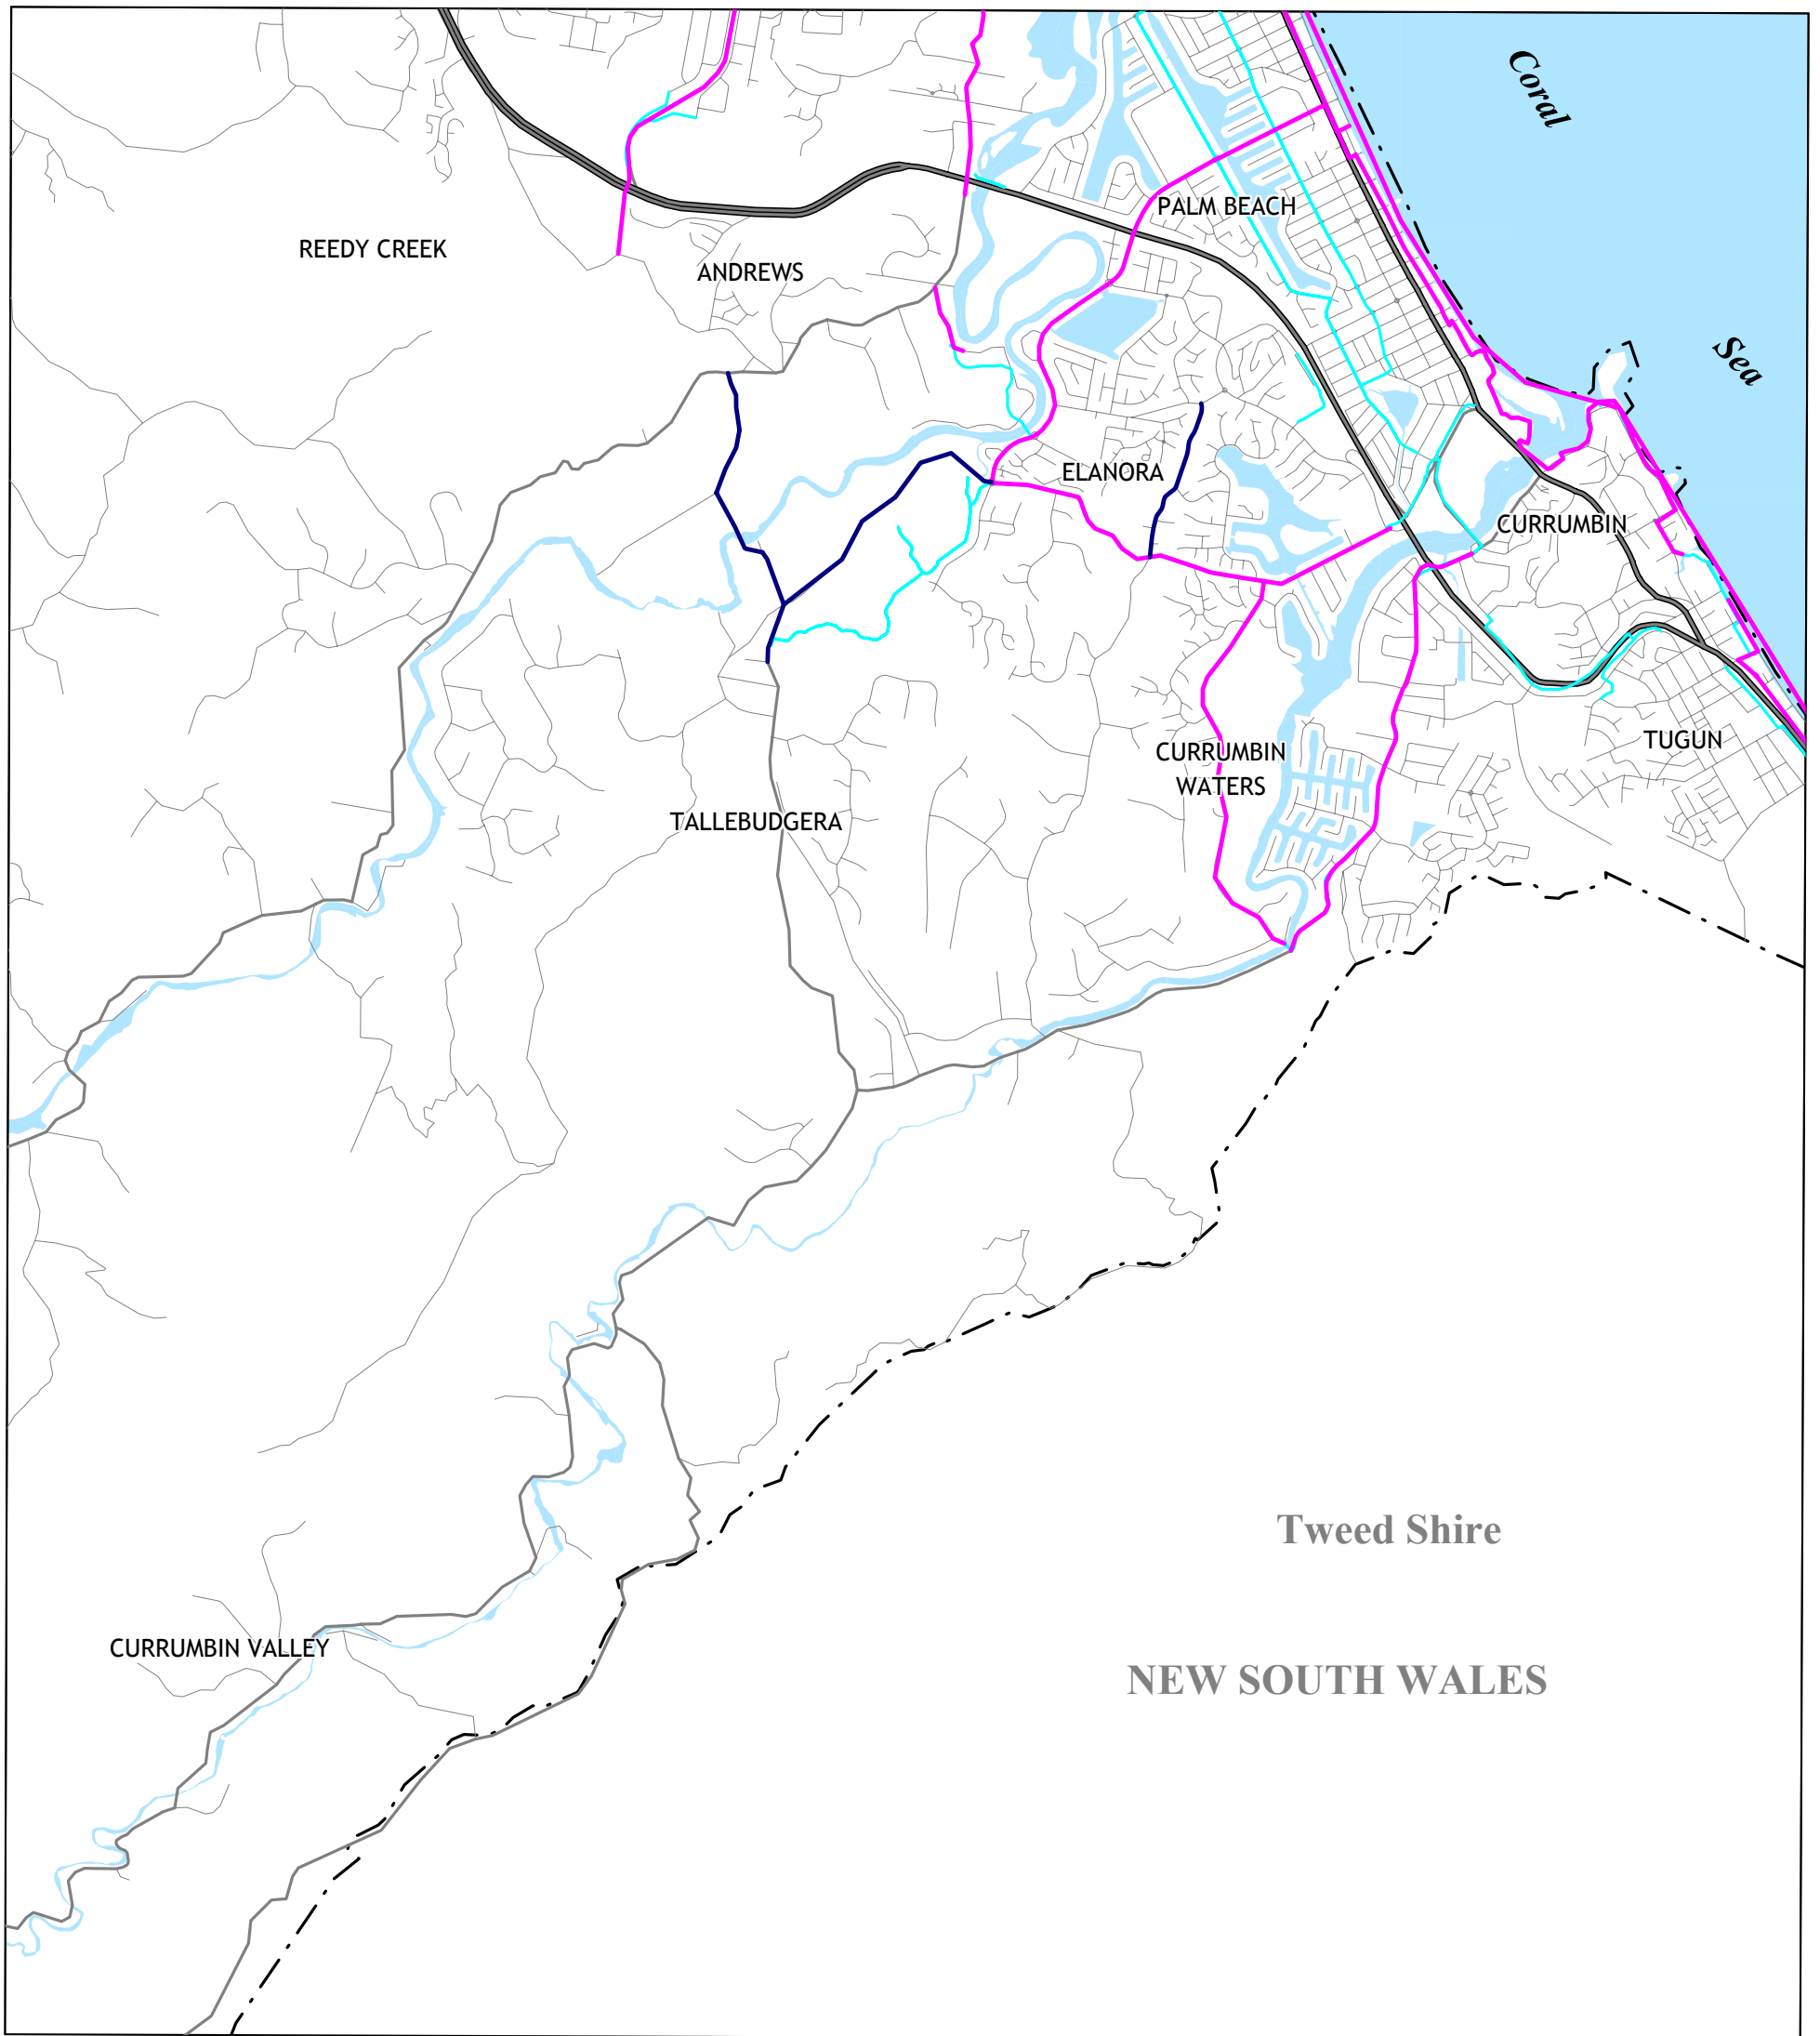 Coral
Sea
PALM BEACH
REEDY CREEK
ANDREWS
ELANORA
CURRUMBIN
TUGUN
CURRUMBIN
WATERS
TALLEBUDGERA
Tweed Shire
CURRUMBIN VALLEY
NEW SOUTH WALES